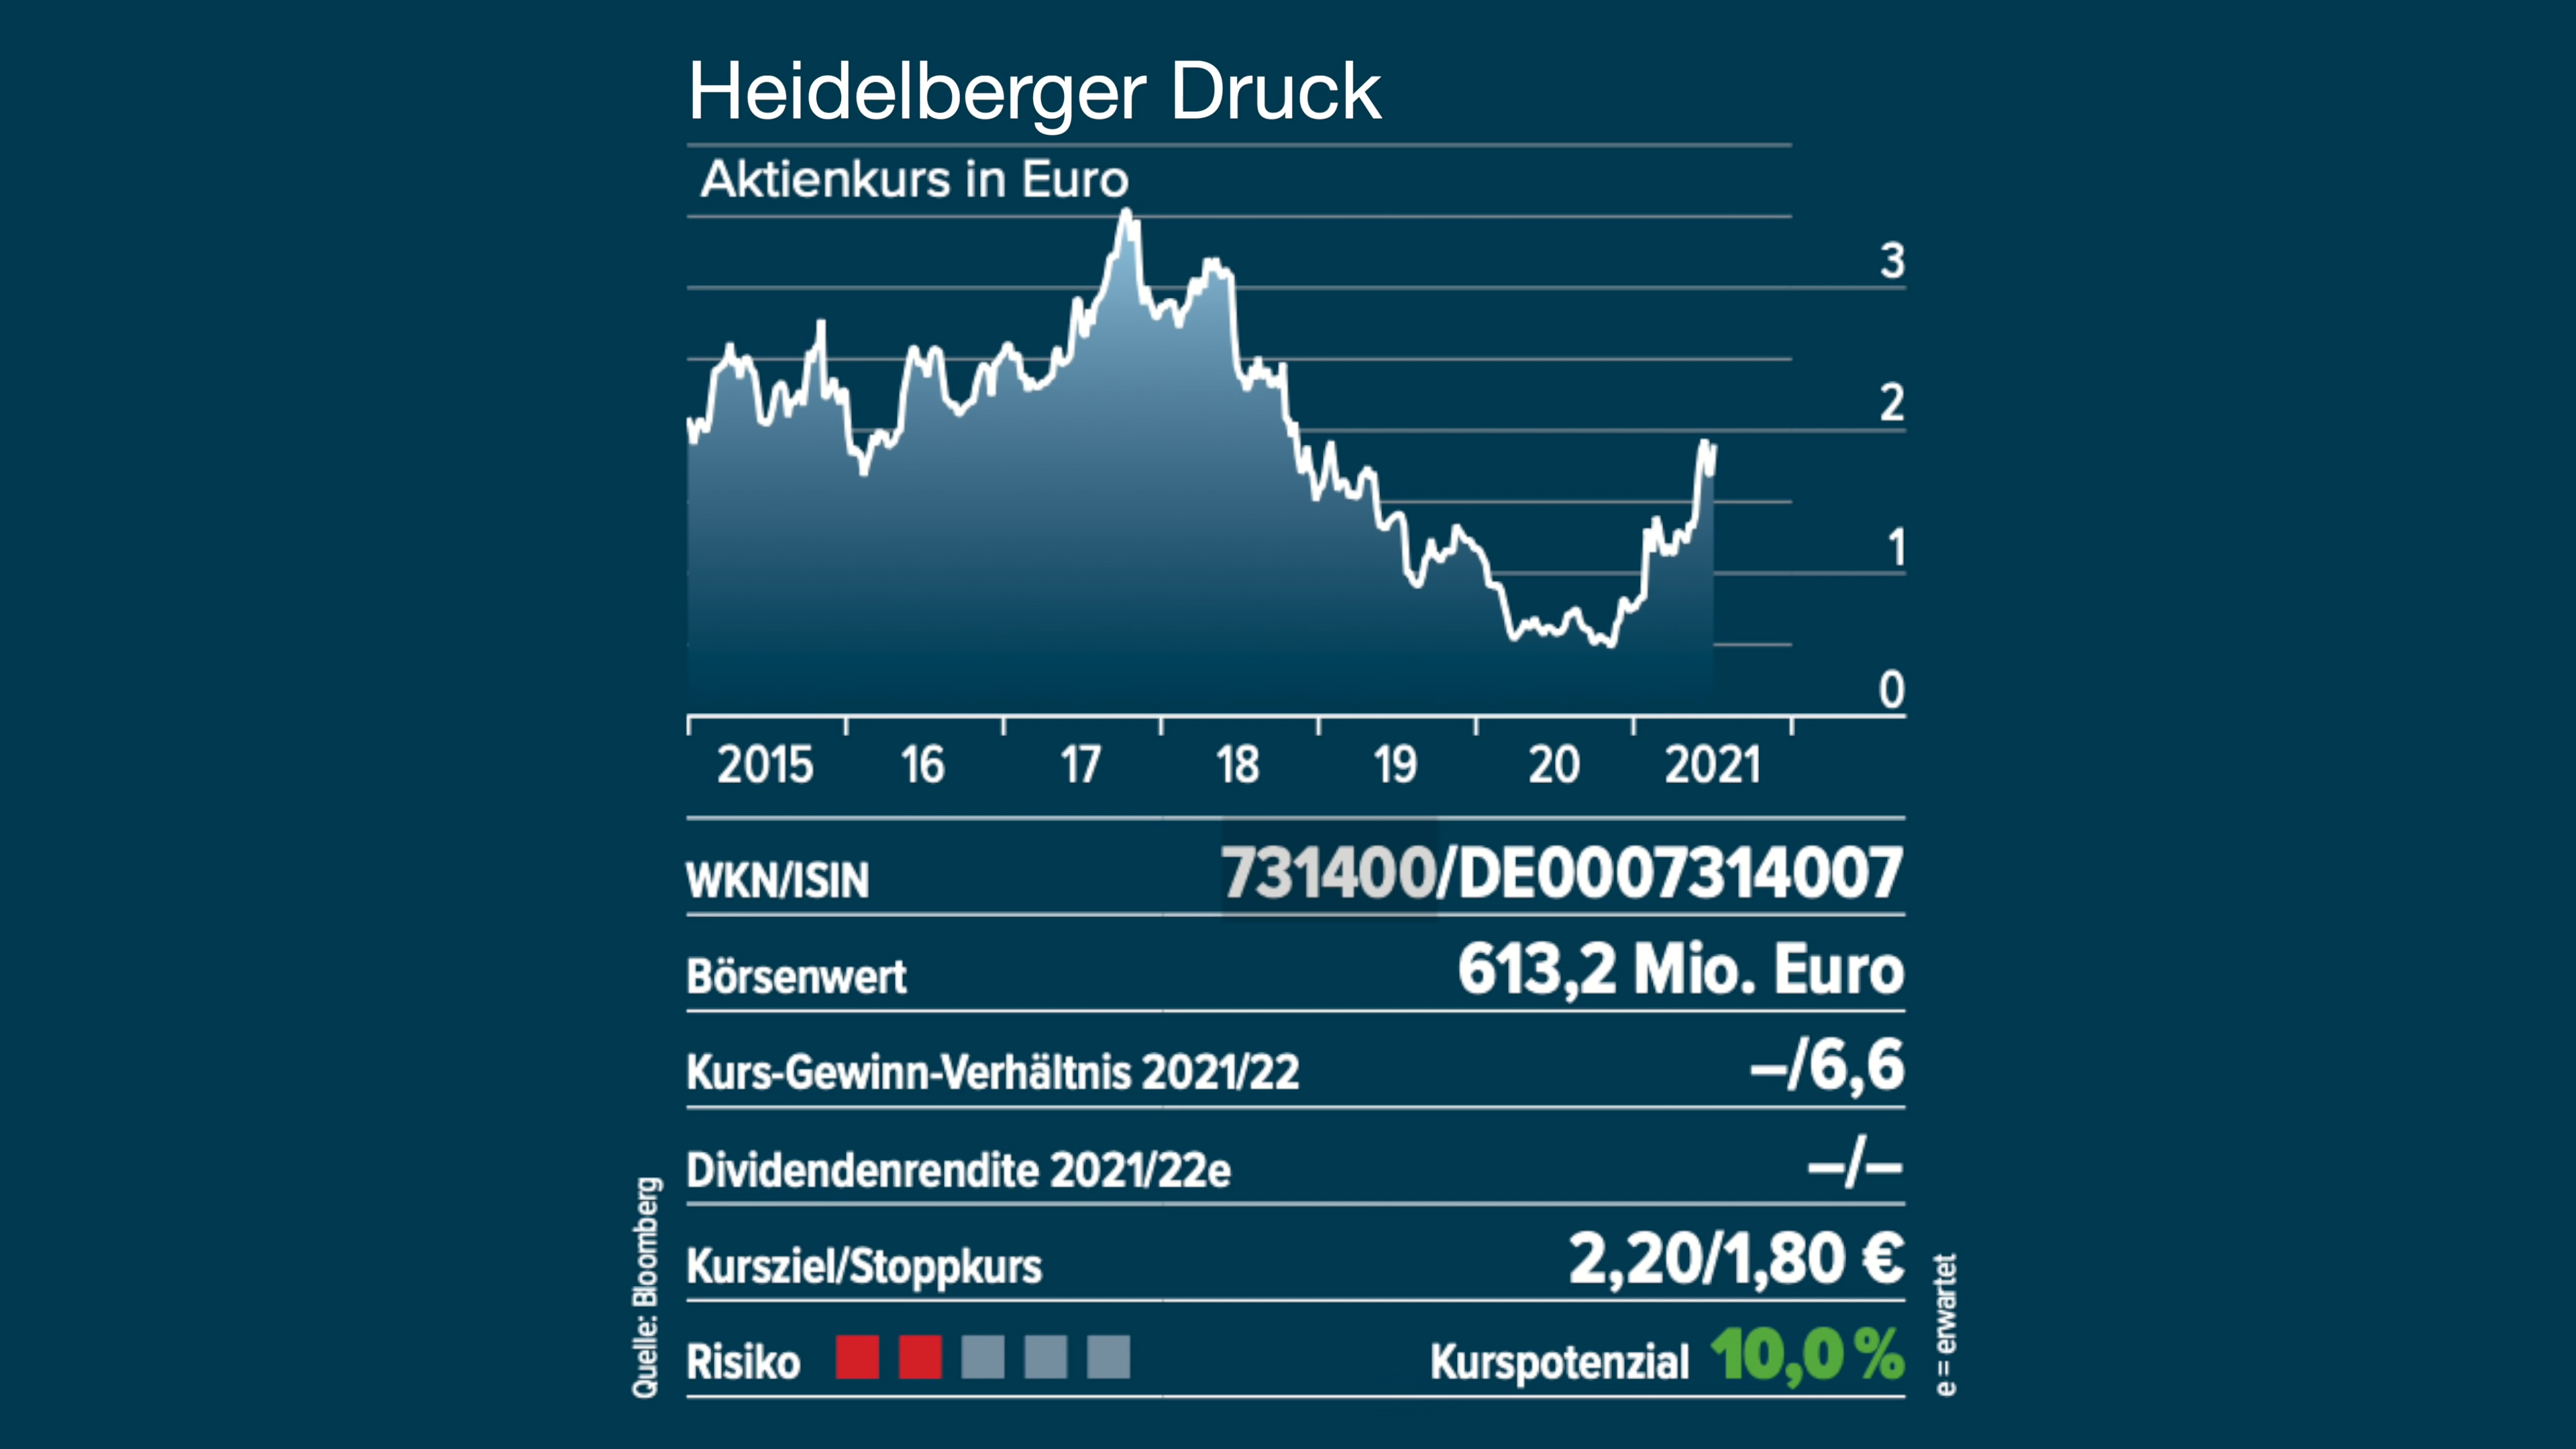 Heidelberger Druck
Aktienkurs in Euro
3
2
1
0
2015 16 17 18 19 20 2021
WKN/ISIN 731400/DE0007314007
Börsenwert 613,2 Mio. Euro
Kurs-Gewinn-Verhältnis 2021/22 –/6,6
Dividendenrendite 2021/22e –/–
Kursziel/Stoppkurs 2,20/1,80 €
Risiko Kurspotenzial 10,0 %
Quelle: Bloomberg
e = erwartet